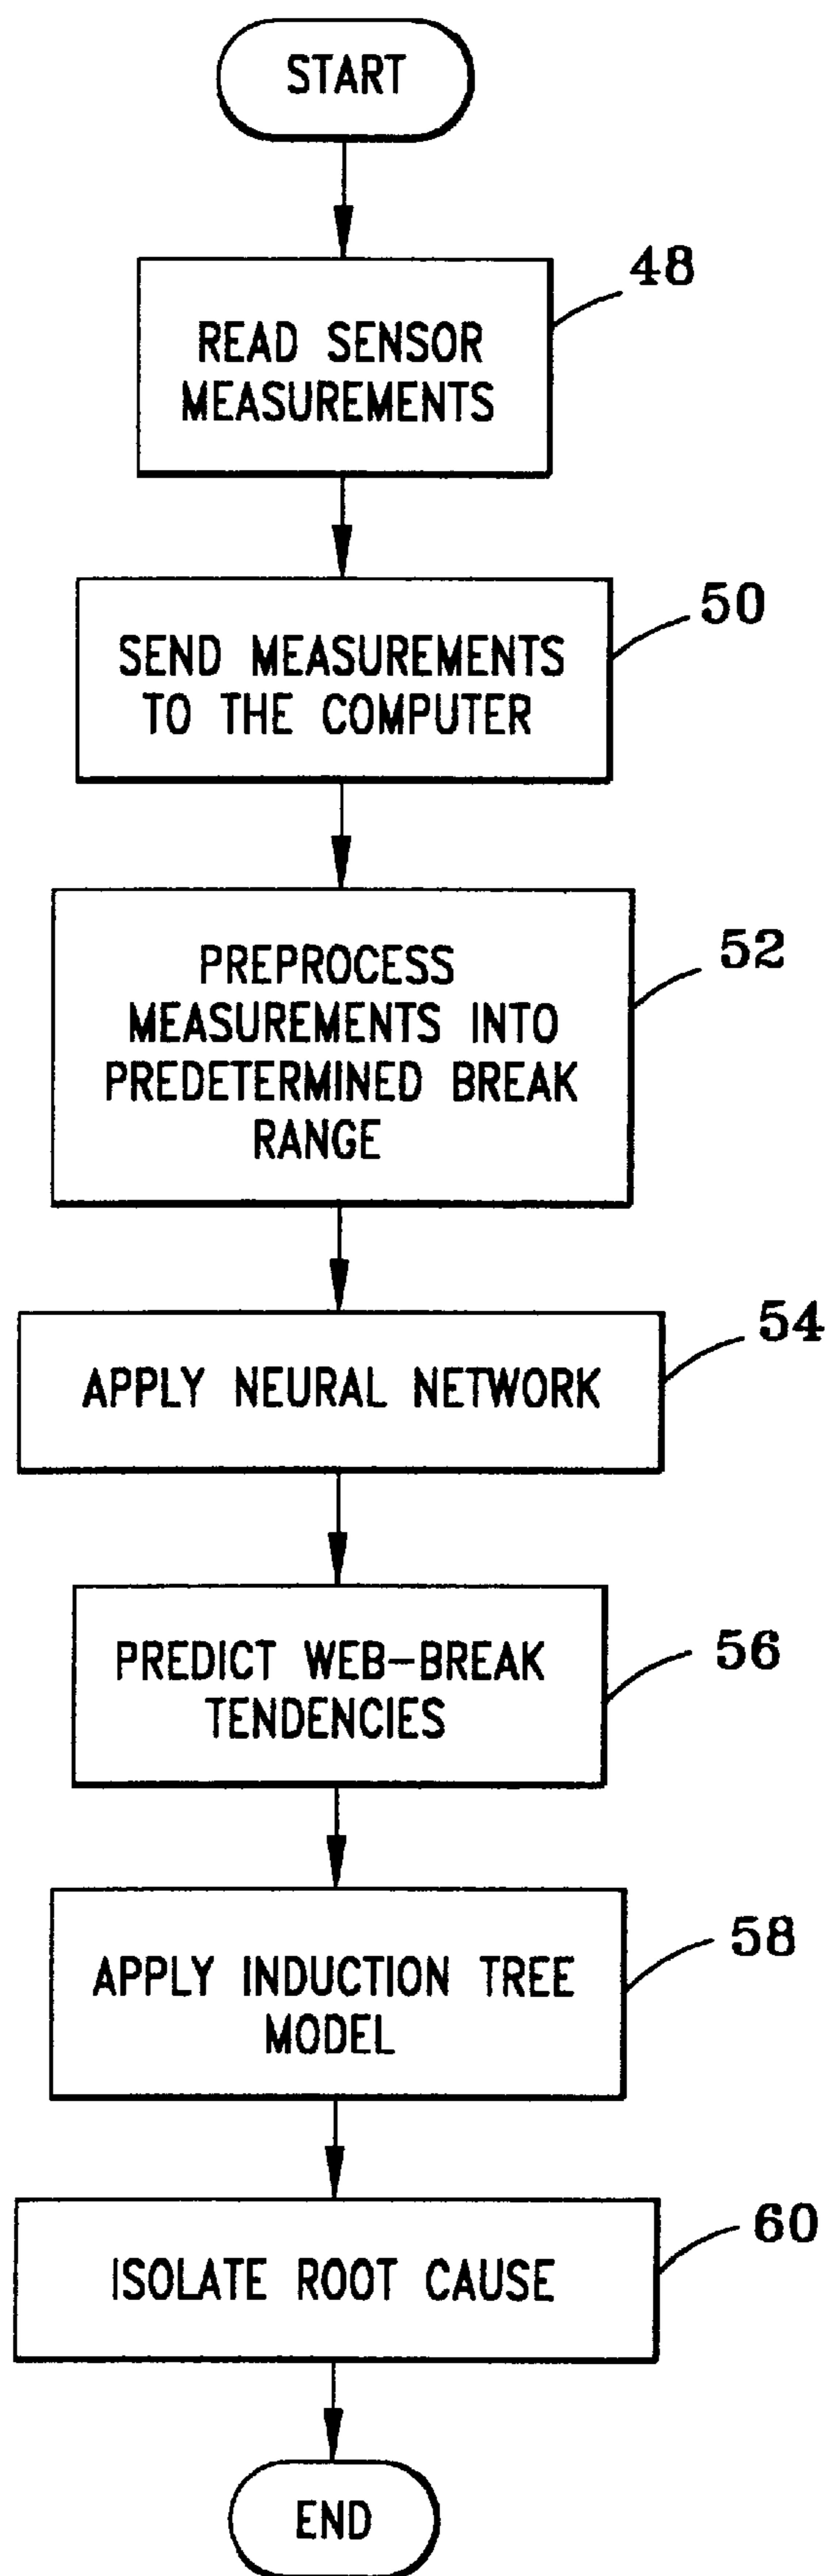 START
48
READ SENSOR
MEASUREMENTS
50
SEND MEASUREMENTS
TO THE COMPUTER
52
PREPROCESS
MEASUREMENTS INTO
PREDETERMINED BREAK
RANGE
54
APPLY NEURAL NETWORK
56
PREDICT WEB-BREAK
TENDENCIES
58
APPLY INDUCTION TREE
MODEL
60
ISOLATE ROOT CAUSE
END